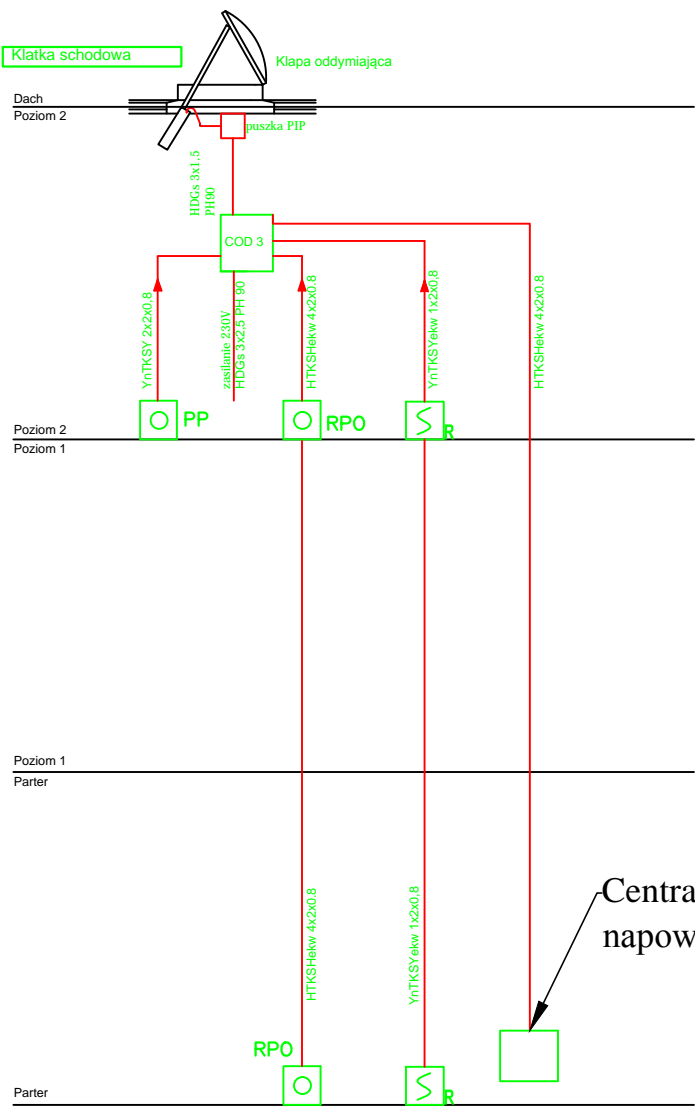 Klatka schodowa
Klapa oddymiająca
Dach
Poziom 2
puszka PIP
HDGs 3x1,5
PH90
COD 3
YnTKSY 2x2x0.8
zasilanie 230V
HDGs 3x2,5 PH 90
HTKSHekw 4x2x0.8
YnTKSYekw 1x2x0,8
HTKSHekw 4x2x0.8
PP
RPO
R
Poziom 2
Poziom 1
Poziom 1
Parter
HTKSHekw 4x2x0.8
YnTKSYekw 1x2x0,8
Centra
napow
RPO
R
Parter